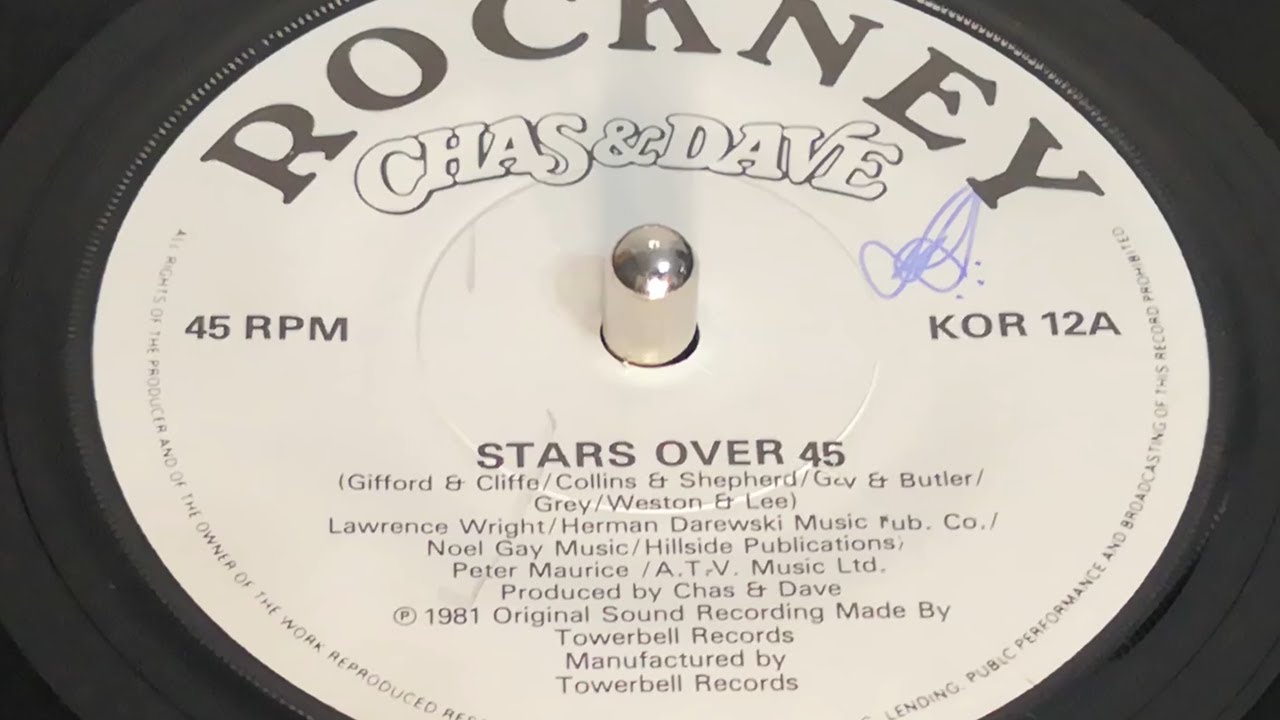 ROCKNEY
CHAS & DAVE
45 RPM
KOR 12A
STARS OVER 45
(Gifford & Cliffe/Collins & Shepherd/Gay & Butler/
Grey/Weston & Lee)
Lawrence Wright/Herman Darewski Music Pub. Co./
Noel Gay Music/Hillside Publications/
Peter Maurice /A.T.V. Music Ltd.
Produced by Chas & Dave
℗ 1981 Original Sound Recording Made By
Towerbell Records
Manufactured by
Towerbell Records
ALL RIGHTS OF THE PRODUCER AND OF THE OWNER OF THE WORK REPRODUCED
LENDING. PUBLIC PERFORMANCE AND BROADCASTING OF THIS RECORD PROHIBITED